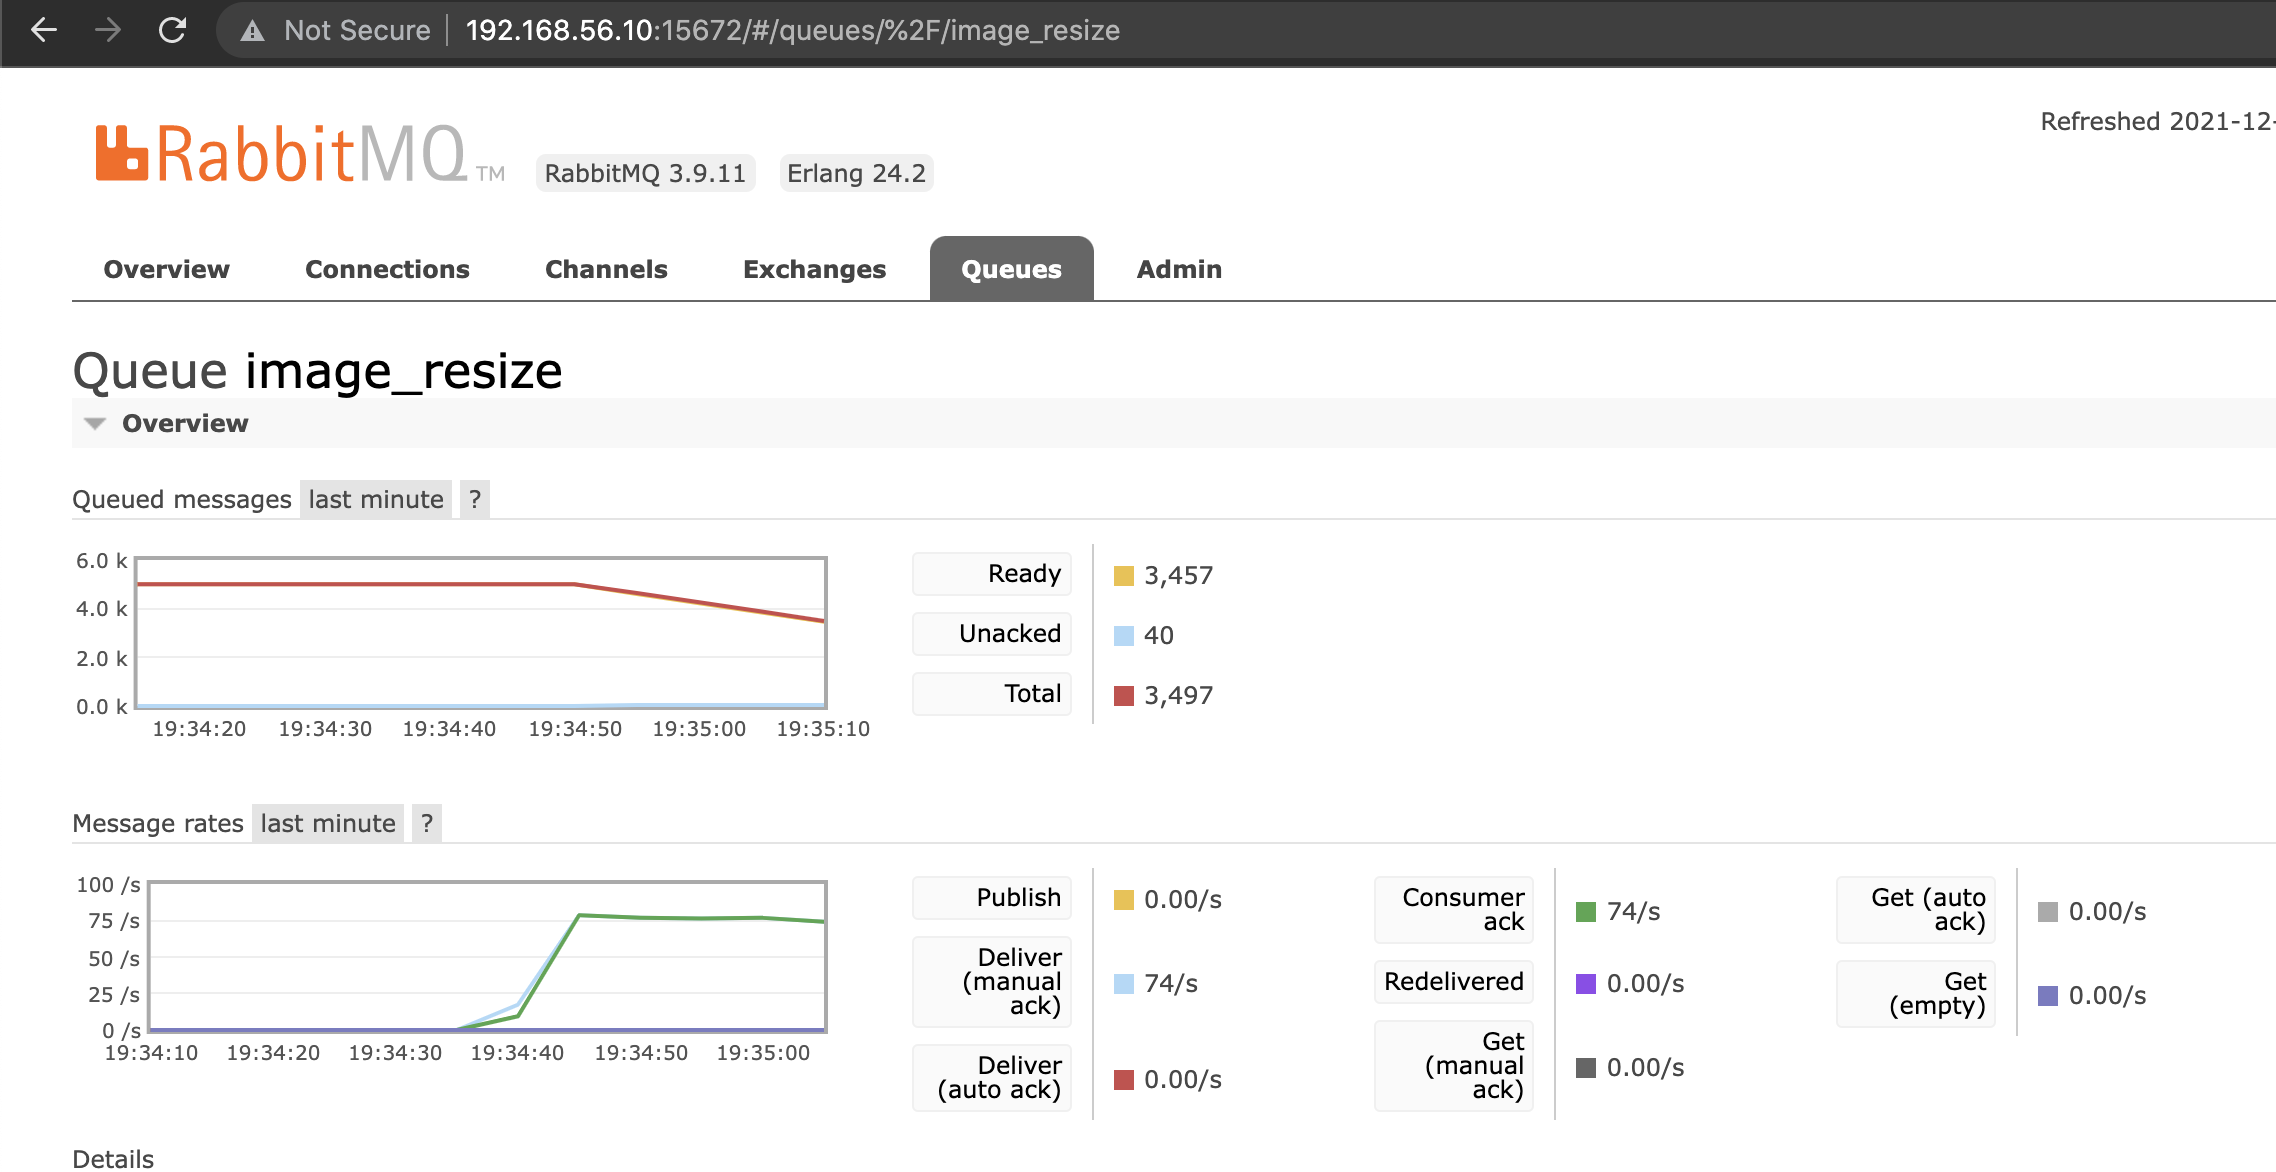 Not Secure 192.168.56.10:15672/#/queues/%2F/image_resize
Refreshed 2021-12-
RabbitMQ TM RabbitMQ 3.9.11 Erlang 24.2
Overview Connections Channels Exchanges Queues Admin
Queue image_resize
Overview
Queued messages last minute ?
6.0 k
4.0 k
2.0 k
0.0 k
19:34:20 19:34:30 19:34:40 19:34:50 19:35:00 19:35:10
Ready 3,457
Unacked 40
Total 3,497
Message rates last minute ?
100 /s
75 /s
50 /s
25 /s
0 /s
19:34:10 19:34:20 19:34:30 19:34:40 19:34:50 19:35:00
Publish 0.00/s
Deliver
(manual
ack)
74/s
Deliver
(auto ack)
0.00/s
Consumer
ack
74/s
Redelivered 0.00/s
Get
(manual
ack)
0.00/s
Get (auto
ack)
0.00/s
Get
(empty)
0.00/s
Details